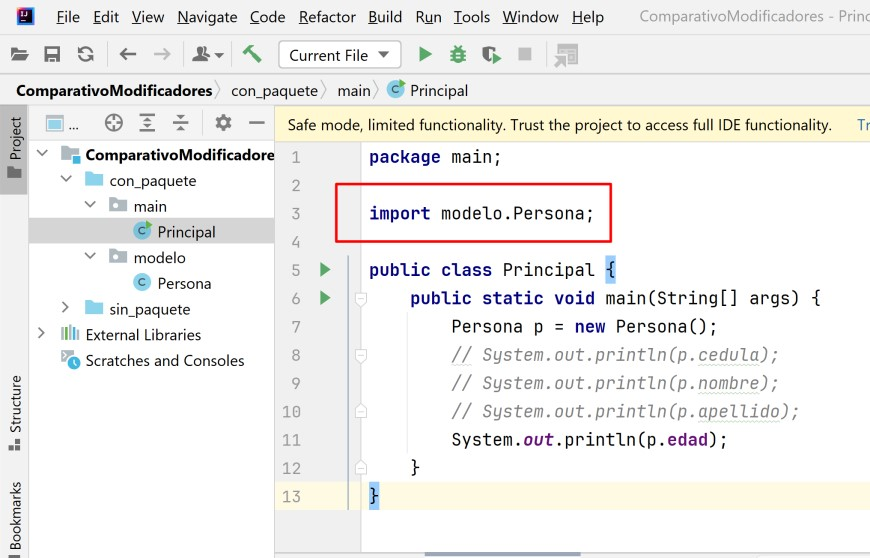 File Edit View Navigate Code Refactor Build Run Tools Window Help ComparativoModificadores - Princ
Current File
ComparativoModificadores con_paquete main Principal
Project
...
ComparativoModificadore
con_paquete
main
Principal
modelo
Persona
sin_paquete
External Libraries
Scratches and Consoles
Structure
Bookmarks
Safe mode, limited functionality. Trust the project to access full IDE functionality. Tr
1 package main;
2
3 import modelo.Persona;
4
5 public class Principal {
6 public static void main(String[] args) {
7 Persona p = new Persona();
8 // System.out.println(p.cedula);
9 // System.out.println(p.nombre);
10 // System.out.println(p.apellido);
11 System.out.println(p.edad);
12 }
13 }